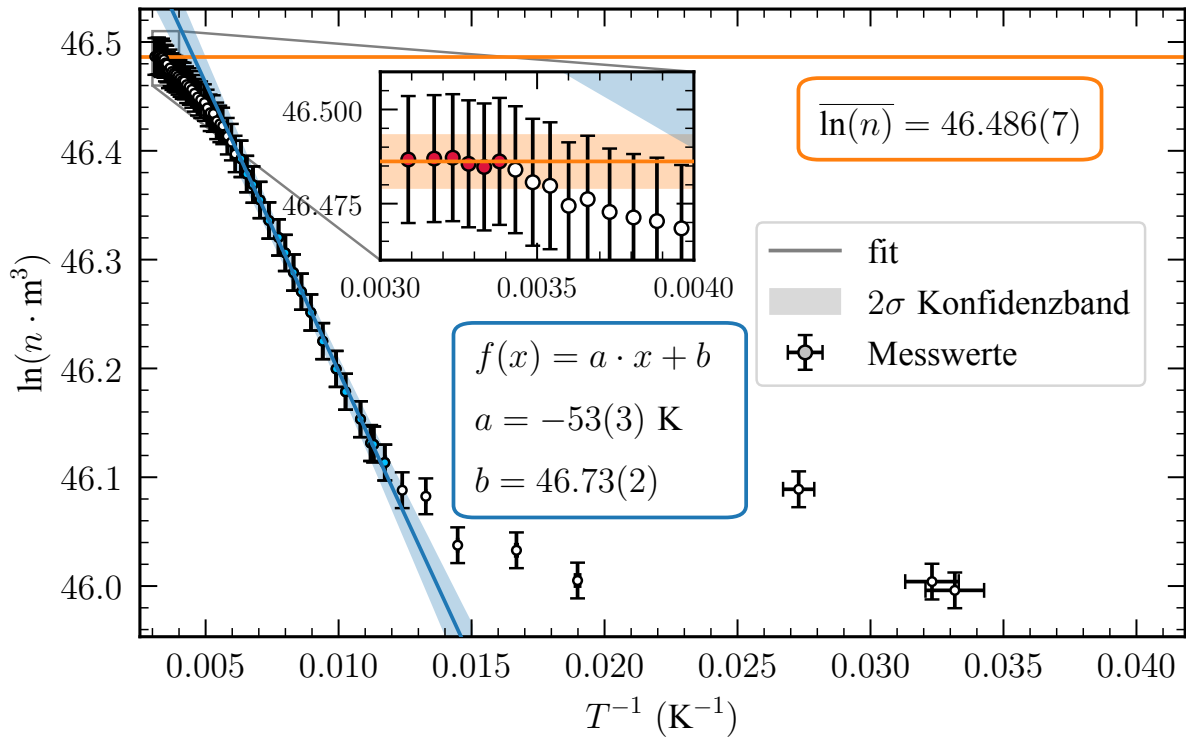 ln(n · m³)
46.5
46.4
46.3
46.2
46.1
46.0
46.500
46.475
0.0030
0.0035
0.0040
\overline{ln(n)} = 46.486(7)
fit
2σ Konfidenzband
Messwerte
f(x) = a · x + b
a = −53(3) K
b = 46.73(2)
0.005
0.010
0.015
0.020
0.025
0.030
0.035
0.040
T⁻¹ (K⁻¹)